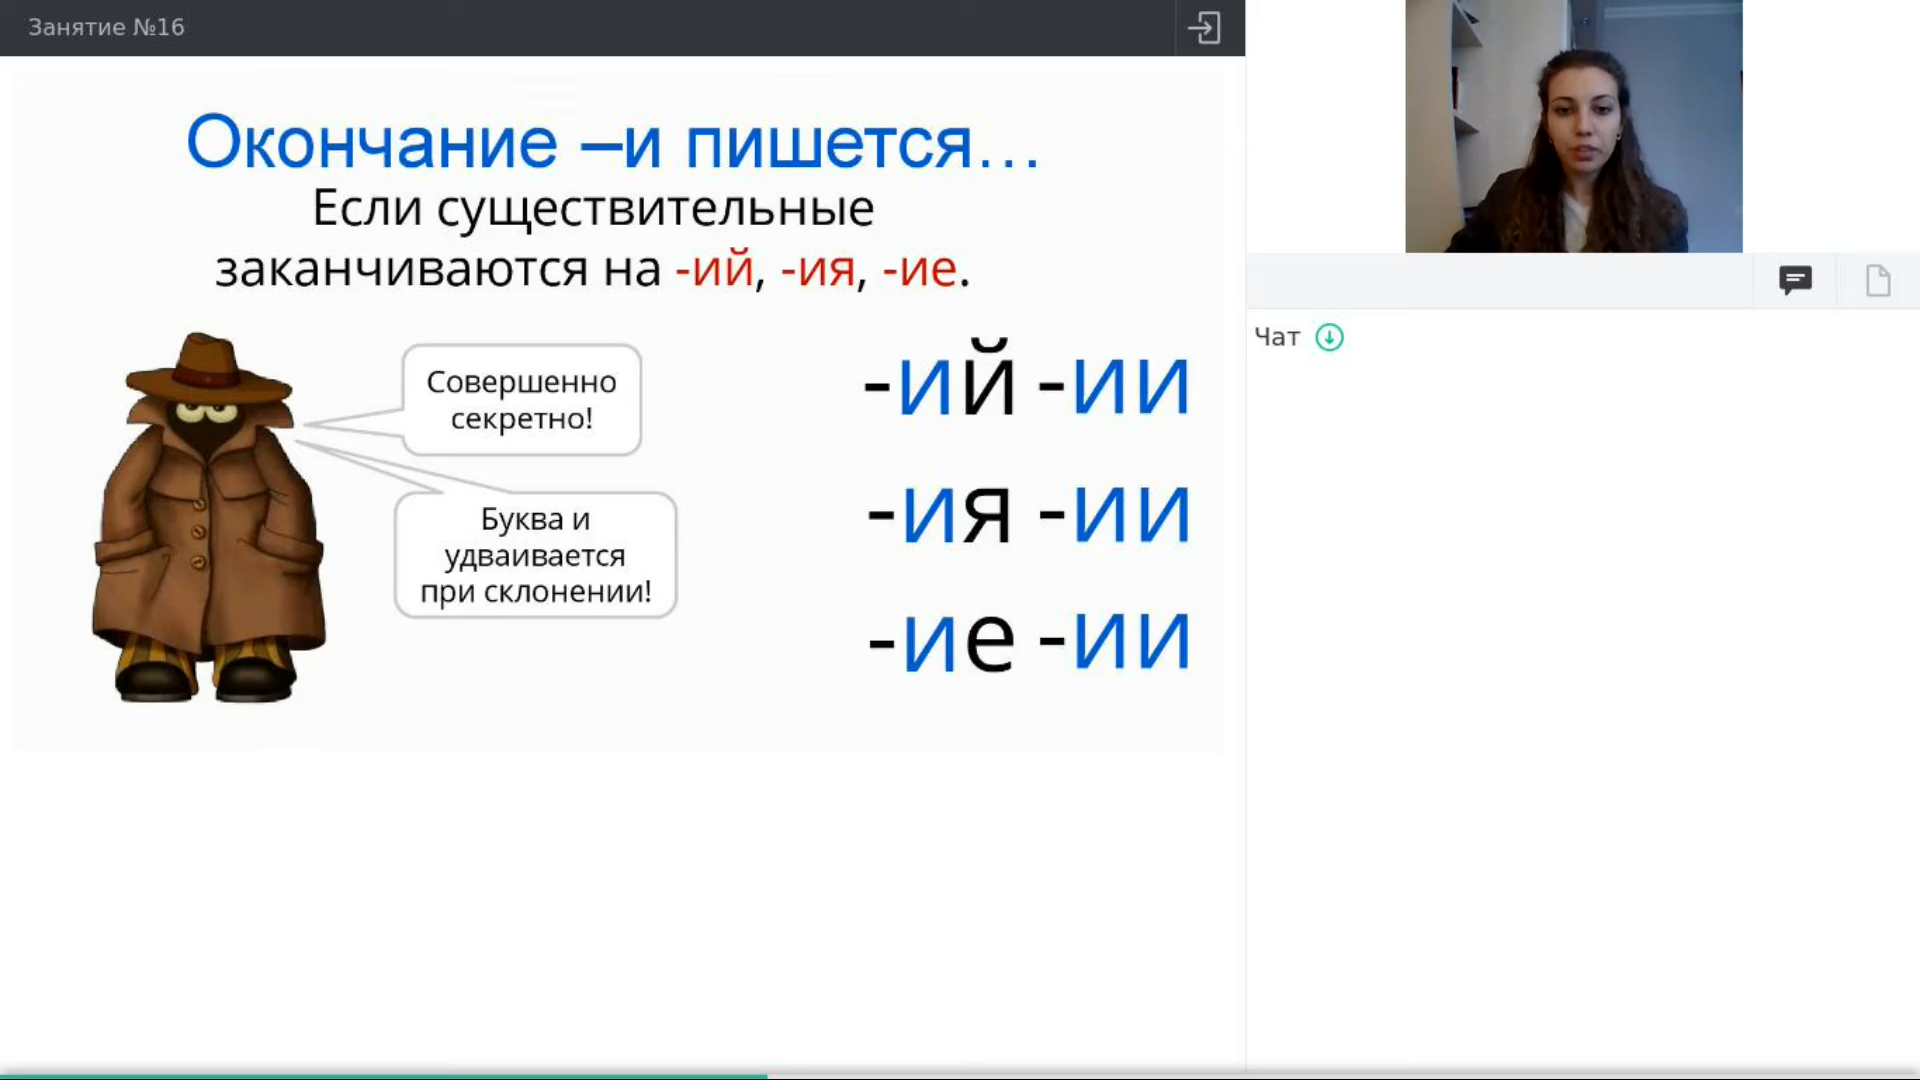 Занятие №16
Окончание –и пишется...
Если существительные
заканчиваются на -ий, -ия, -ие.
Совершенно
секретно!
Буква и
удваивается
при склонении!
-ий -ии
-ия -ии
-ие -ии
Чат